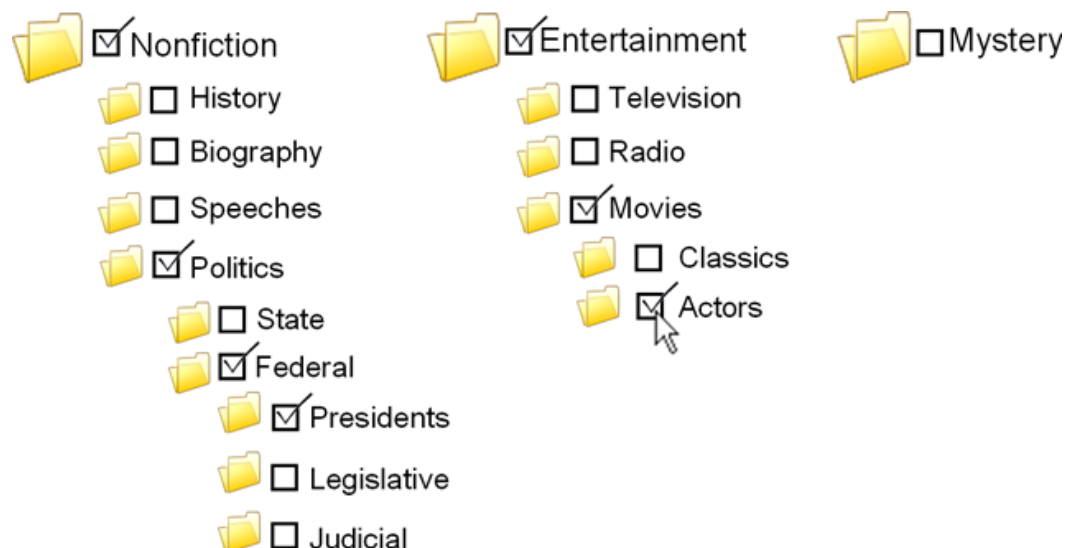 Nonfiction
History
Biography
Speeches
Politics
State
Federal
Presidents
Legislative
Judicial
Entertainment
Television
Radio
Movies
Classics
Actors
Mystery